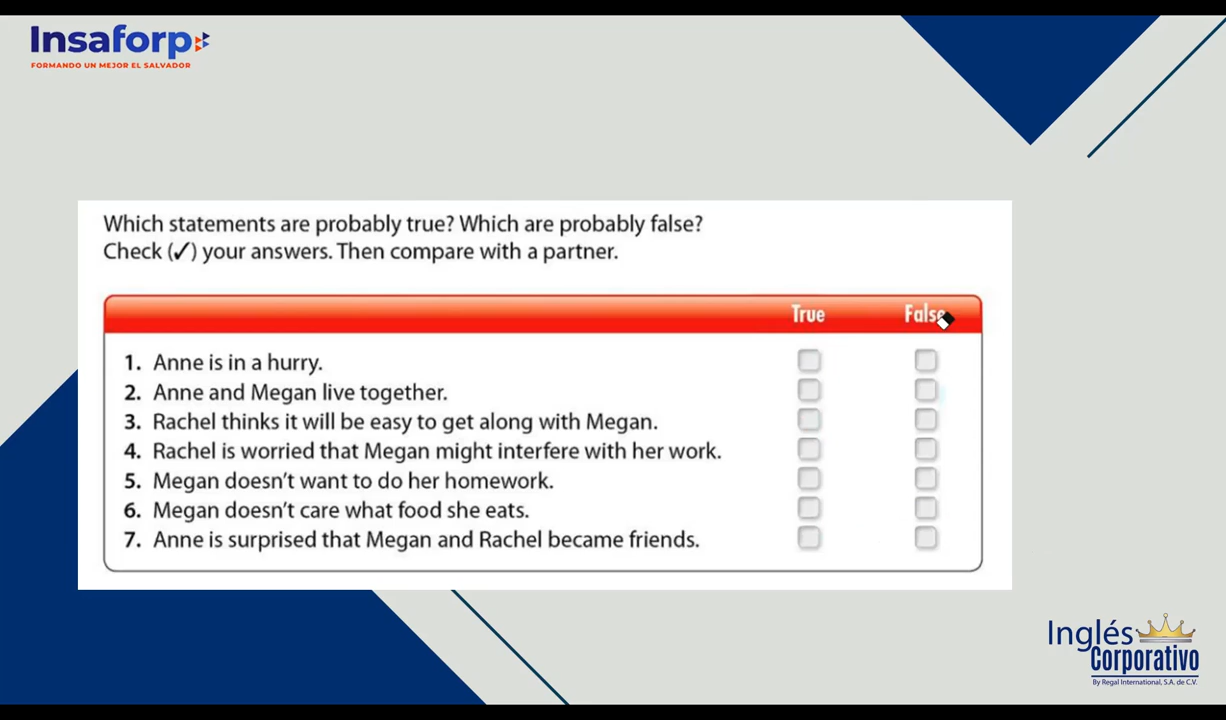 Insaforp
FORMANDO UN MEJOR EL SALVADOR
Which statements are probably true? Which are probably false?
Check (✓) your answers. Then compare with a partner.
True False
1. Anne is in a hurry.
2. Anne and Megan live together.
3. Rachel thinks it will be easy to get along with Megan.
4. Rachel is worried that Megan might interfere with her work.
5. Megan doesn't want to do her homework.
6. Megan doesn't care what food she eats.
7. Anne is surprised that Megan and Rachel became friends.
Inglés
Corporativo
By Regal International, S.A. de C.V.